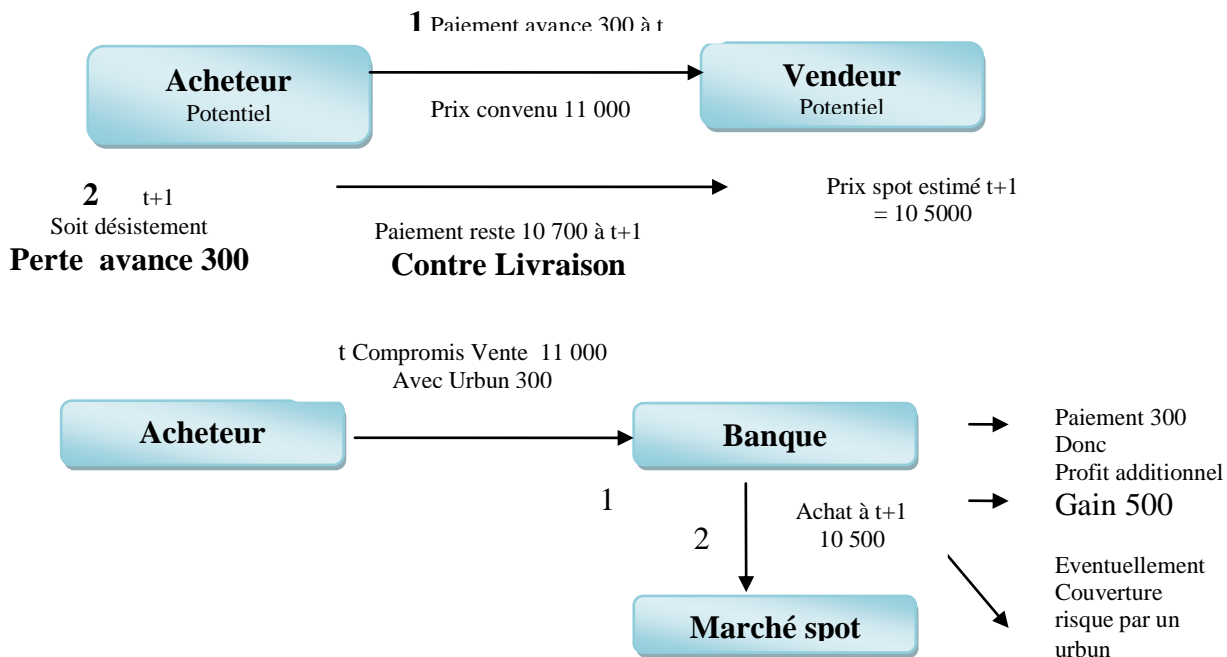 1 Paiement avance 300 à t
Acheteur
Potentiel
Vendeur
Potentiel
Prix convenu 11 000
2 t+1
Soit désistement
Perte avance 300
Paiement reste 10 700 à t+1
Contre Livraison
Prix spot estimé t+1
= 10 5000
t Compromis Vente 11 000
Avec Urbun 300
Acheteur
Banque
1
2
Achat à t+1
10 500
Marché spot
Paiement 300
Donc
Profit additionnel
Gain 500
Eventuellement
Couverture
risque par un
urbun